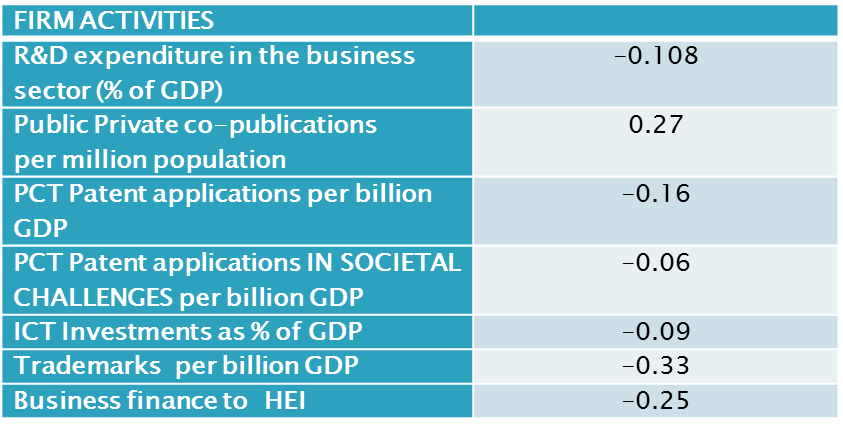 FIRM ACTIVITIES
R&D expenditure in the business
sector (% of GDP)
-0.108
Public Private co-publications
per million population
0.27
PCT Patent applications per billion
GDP
-0.16
PCT Patent applications IN SOCIETAL
CHALLENGES per billion GDP
-0.06
ICT Investments as % of GDP
-0.09
Trademarks per billion GDP
-0.33
Business finance to HEI
-0.25